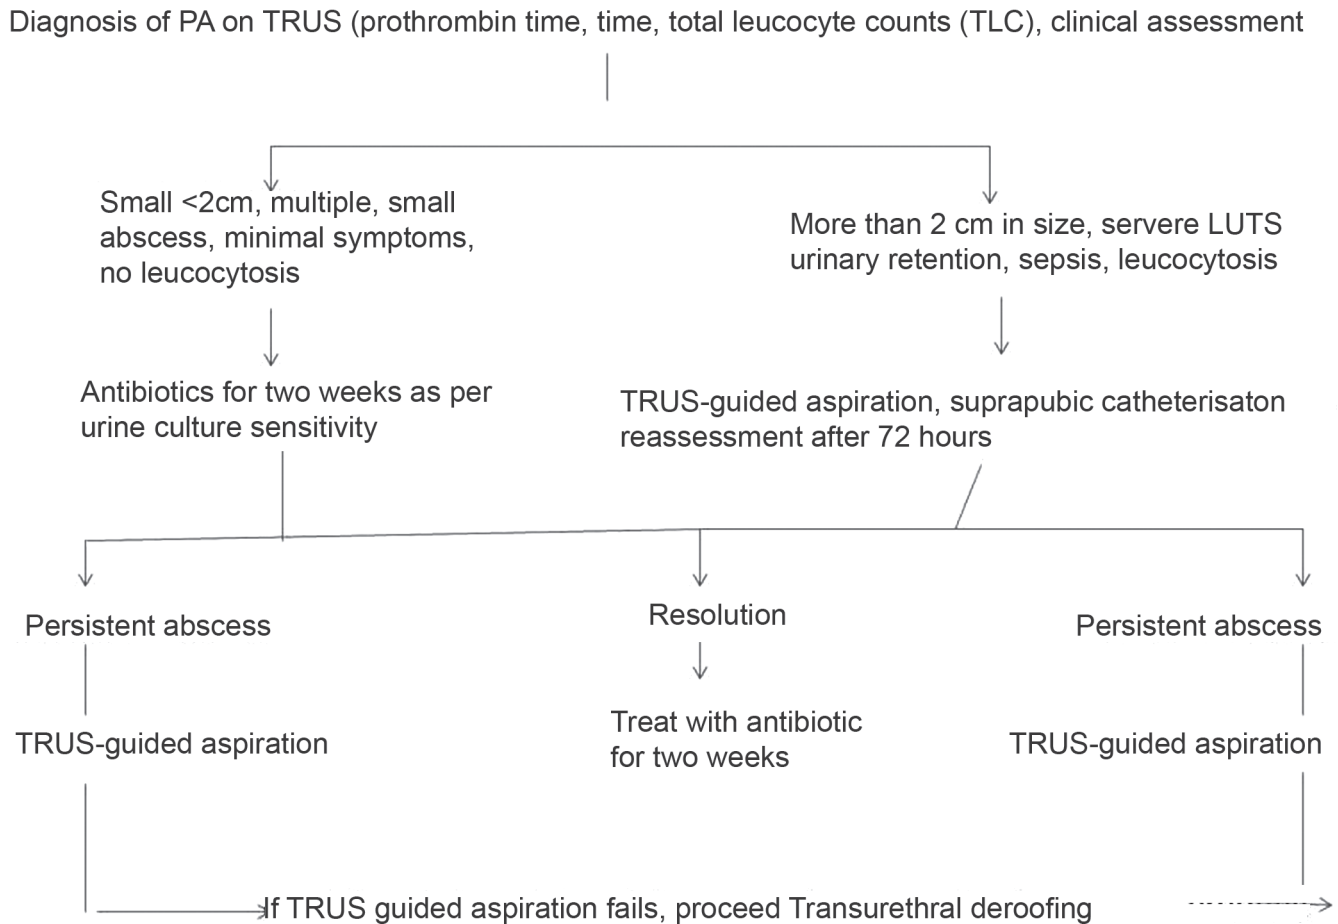 Diagnosis of PA on TRUS (prothrombin time, time, total leucocyte counts (TLC), clinical assessment
Small <2cm, multiple, small
abscess, minimal symptoms,
no leucocytosis
More than 2 cm in size, servere LUTS
urinary retention, sepsis, leucocytosis
Antibiotics for two weeks as per
urine culture sensitivity
TRUS-guided aspiration, suprapubic catheterisaton
reassessment after 72 hours
Persistent abscess
Resolution
Persistent abscess
TRUS-guided aspiration
Treat with antibiotic
for two weeks
TRUS-guided aspiration
If TRUS guided aspiration fails, proceed Transurethral deroofing